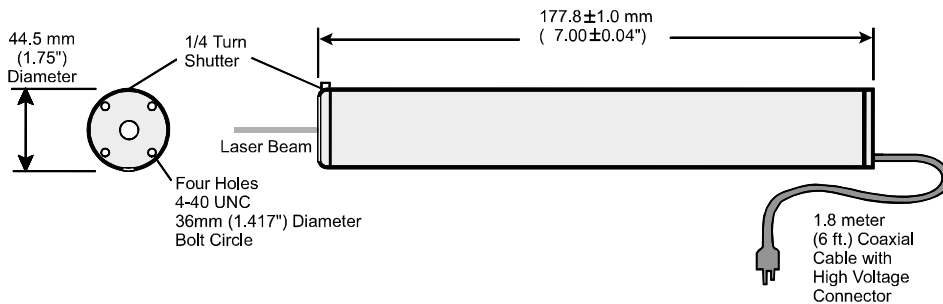 44.5 mm
(1.75")
Diameter
1/4 Turn
Shutter
177.8±1.0 mm
( 7.00±0.04")
Laser Beam
Four Holes
4-40 UNC
36mm (1.417") Diameter
Bolt Circle
1.8 meter
(6 ft.) Coaxial
Cable with
High Voltage
Connector